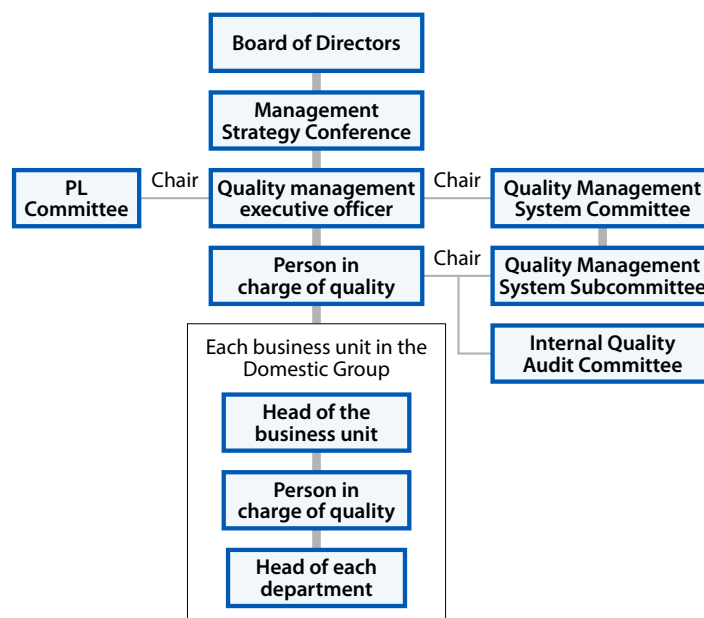 Board of Directors
Management
Strategy Conference
PL
Committee
Chair
Quality management
executive officer
Chair
Quality Management
System Committee
Person in
charge of quality
Chair
Quality Management
System Subcommittee
Internal Quality
Audit Committee
Each business unit in the
Domestic Group
Head of the
business unit
Person in
charge of quality
Head of each
department